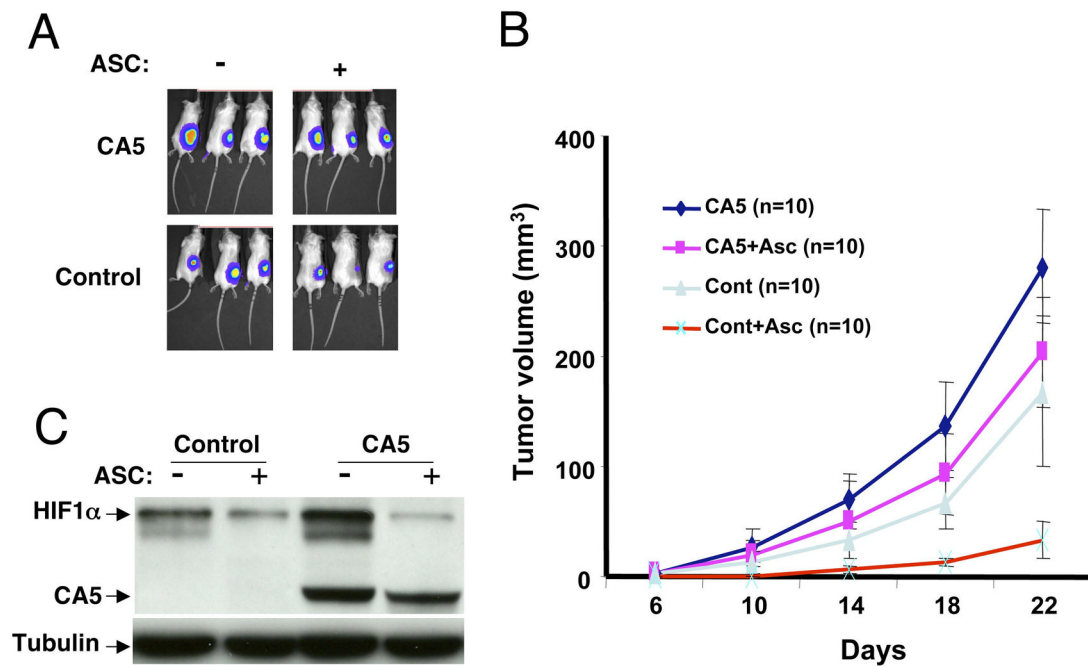 A
ASC: - +
CA5
Control
B
Tumor volume (mm³)
400
300
200
100
0
CA5 (n=10)
CA5+Asc (n=10)
Cont (n=10)
Cont+Asc (n=10)
6 10 14 18 22
Days
C
Control CA5
ASC: - + - +
HIF1α
CA5
Tubulin